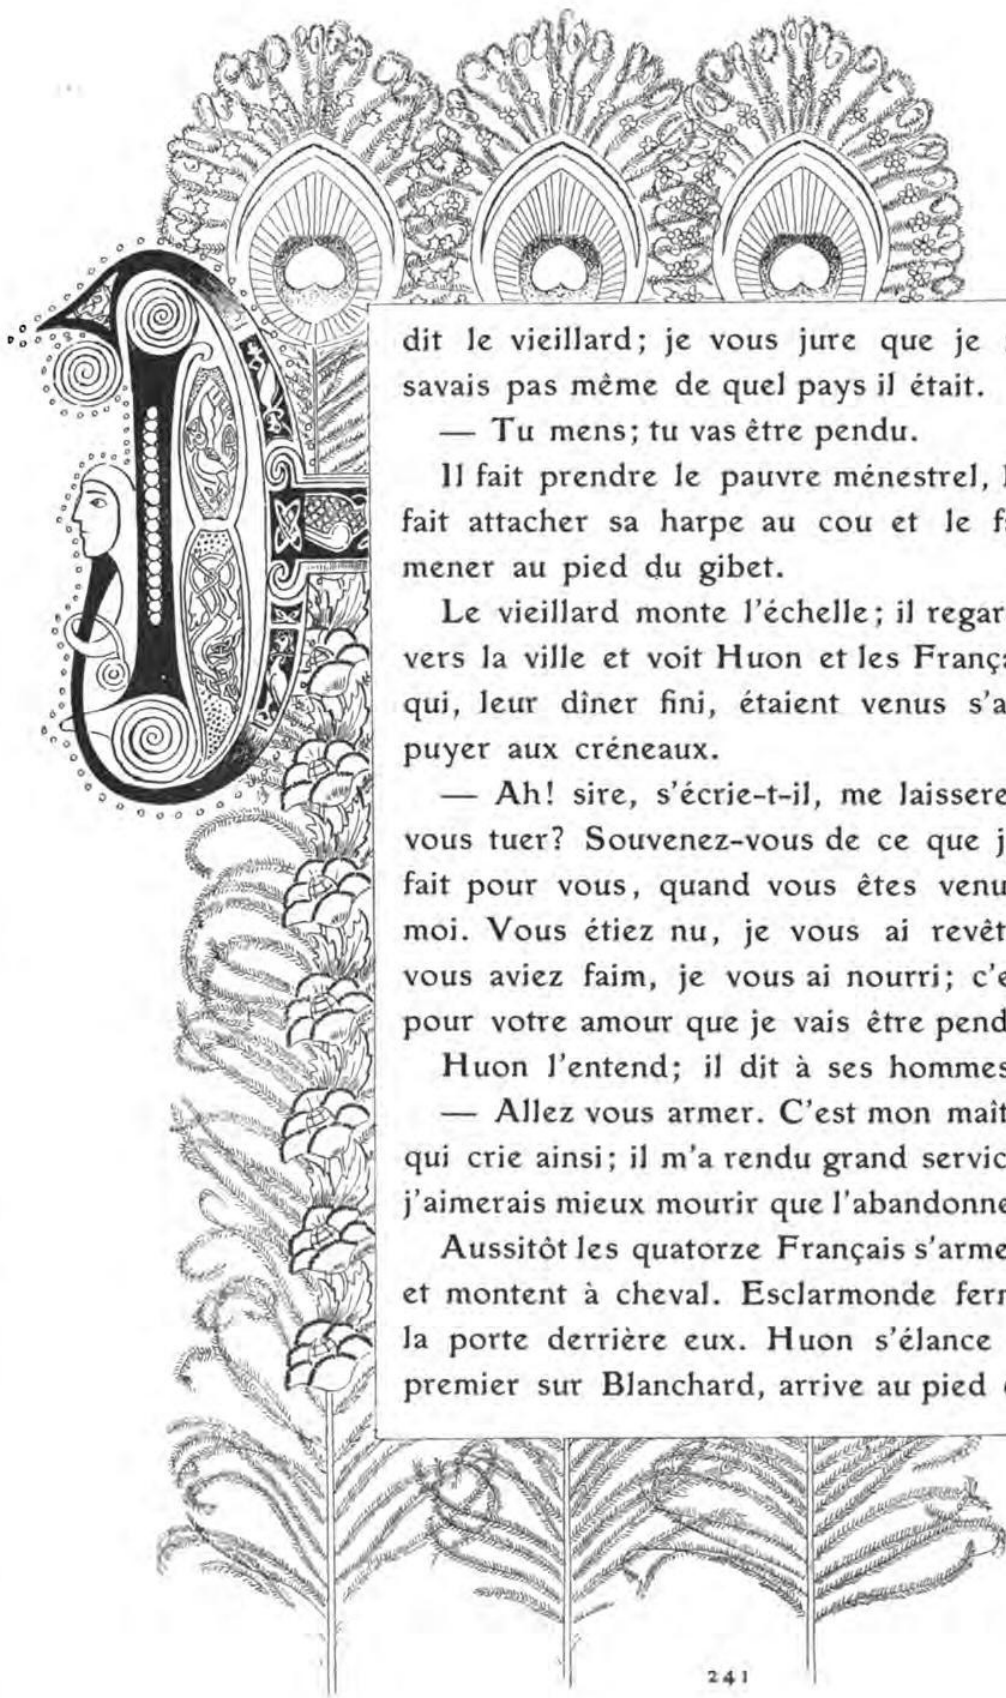 dit le vieillard; je vous jure que je
savais pas même de quel pays il était.
— Tu mens; tu vas être pendu.
Il fait prendre le pauvre ménestrel,
fait attacher sa harpe au cou et le f
mener au pied du gibet.
Le vieillard monte l'échelle; il regar
vers la ville et voit Huon et les França
qui, leur dîner fini, étaient venus s'a
puyer aux créneaux.
— Ah! sire, s'écrie-t-il, me laissere
vous tuer? Souvenez-vous de ce que j
fait pour vous, quand vous êtes venu
moi. Vous étiez nu, je vous ai revêt
vous aviez faim, je vous ai nourri; c'e
pour votre amour que je vais être pend
Huon l'entend; il dit à ses hommes
— Allez vous armer. C'est mon maît
qui crie ainsi; il m'a rendu grand servic
j'aimerais mieux mourir que l'abandonne
Aussitôt les quatorze Français s'arme
et montent à cheval. Esclarmonde fer
la porte derrière eux. Huon s'élance
premier sur Blanchard, arrive au pied
241